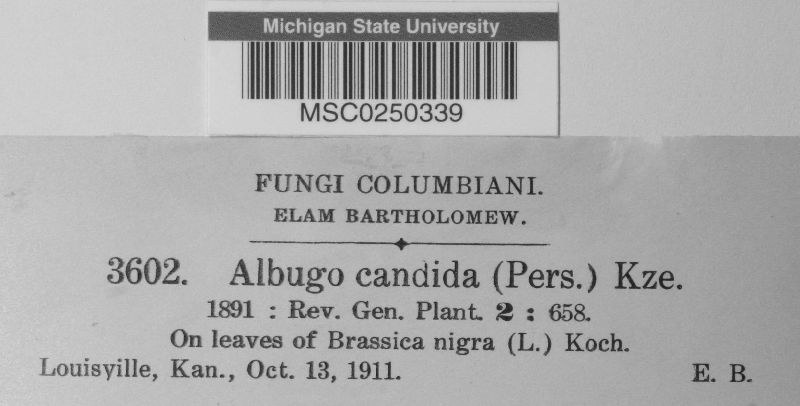 Michigan State University
MSC0250339
FUNGI COLUMBIANI.
ELAM BARTHOLOMEW.
3602. Albugo candida (Pers.) Kze.
1891 : Rev. Gen. Plant. 2 : 658.
On leaves of Brassica nigra (L.) Koch.
Louisville, Kan., Oct. 13, 1911. E. B.